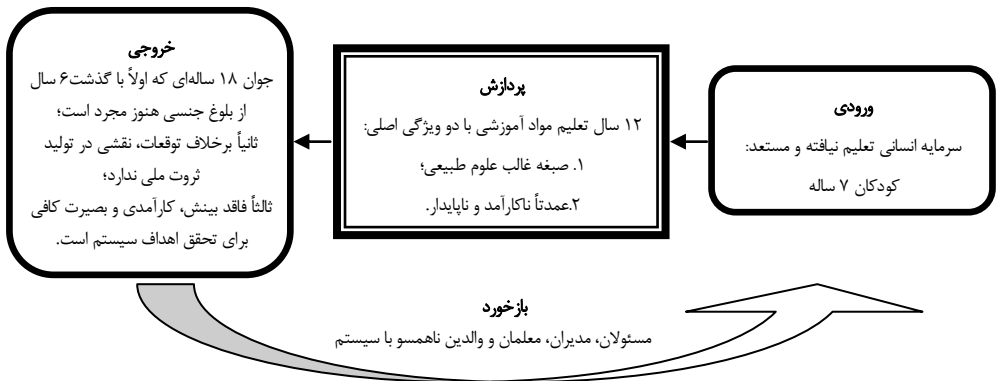 ورودی
سرمایه انسانی تعلیم نیافته و مستعد:
کودکان ۷ ساله
پردازش
۱۲ سال تعلیم مواد آموزشی با دو ویژگی اصلی:
۱. صبغه غالب علوم طبیعی؛
۲.عمدتاً ناکارآمد و ناپایدار.
خروجی
جوان ۱۸ ساله‌ای که اولاً با گذشت۶ سال
از بلوغ جنسی هنوز مجرد است؛
ثانیاً برخلاف توقعات، نقشی در تولید
ثروت ملی ندارد؛
ثالثاً فاقد بینش، کارآمدی و بصیرت کافی
برای تحقق اهداف سیستم است.
بازخورد
مسئولان، مدیران، معلمان و والدین ناهمسو با سیستم